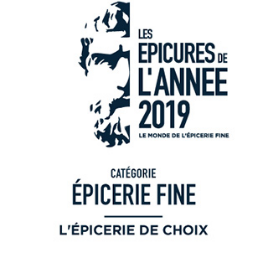 LES
EPICURES DE
L'ANNEE
2019
LE MONDE DE L'ÉPICERIE FINE
CATÉGORIE
ÉPICERIE FINE
L'ÉPICERIE DE CHOIX